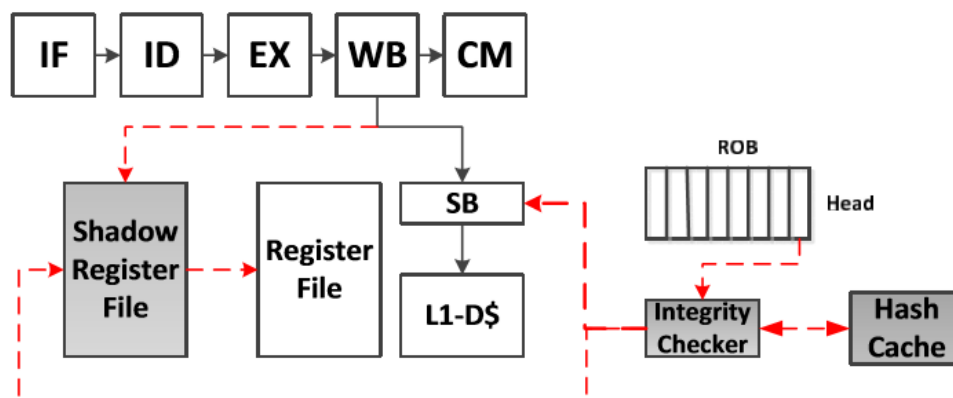 IF ID EX WB CM
ROB
Head
Shadow
Register
File
Register
File
SB
L1-D$
Integrity
Checker
Hash
Cache